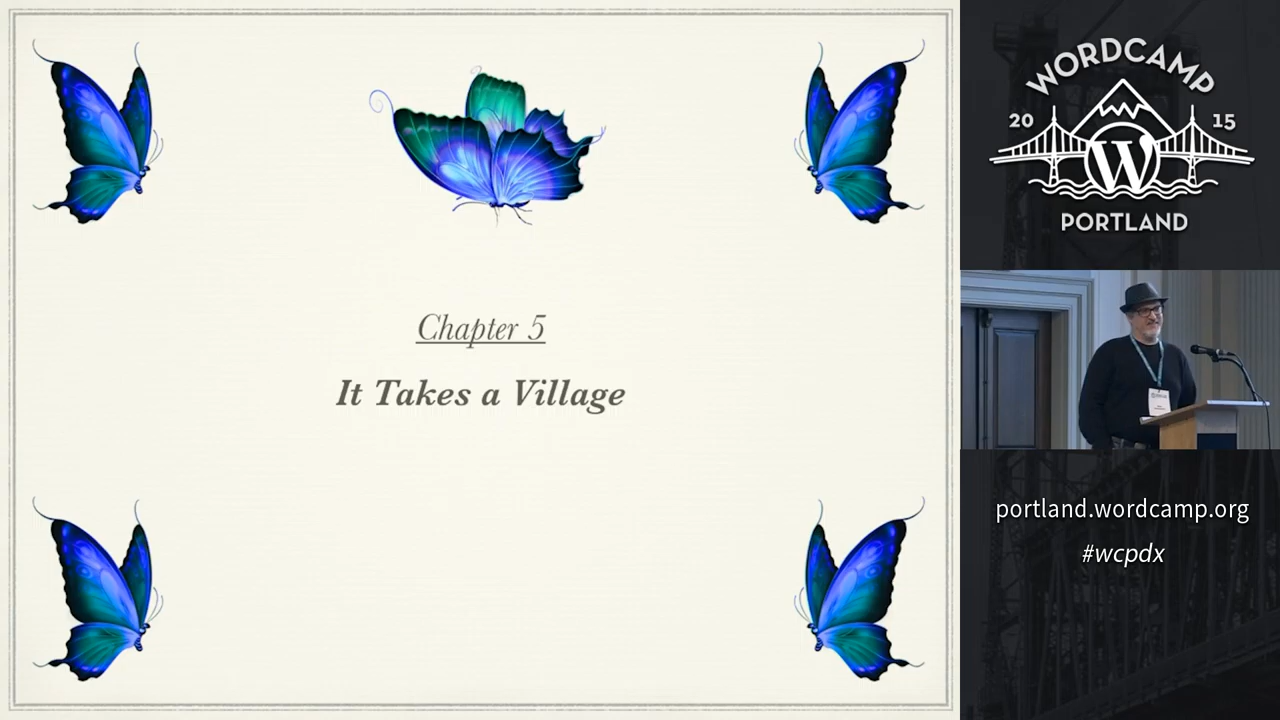 Chapter 5
It Takes a Village
WORDCAMP
20 15
W
PORTLAND
portland.wordcamp.org
#wcpdx